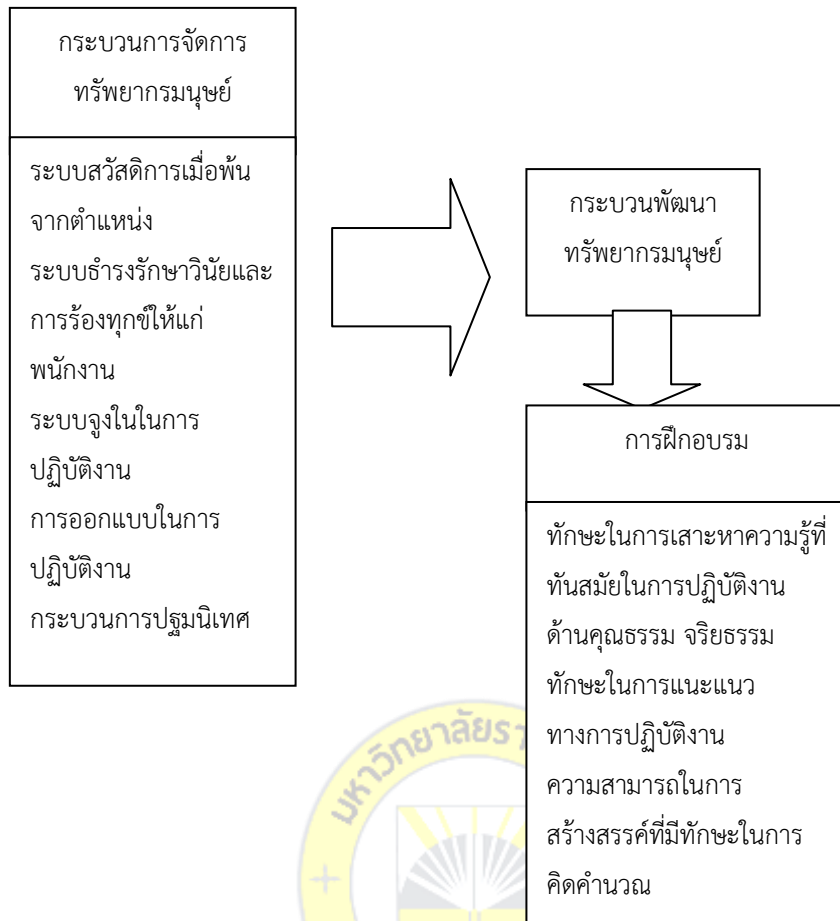 กระบวนการจัดการ
ทรัพยากรมนุษย์
ระบบสวัสดิการเมื่อพ้น
จากตำแหน่ง
ระบบธำรงรักษาวินัยและ
การร้องทุกข์ให้แก่
พนักงาน
ระบบจูงในในการ
ปฏิบัติงาน
การออกแบบในการ
ปฏิบัติงาน
กระบวนการปฐมนิเทศ
กระบวนพัฒนา
ทรัพยากรมนุษย์
การฝึกอบรม
ทักษะในการเสาะหาความรู้ที่
ทันสมัยในการปฏิบัติงาน
ด้านคุณธรรม จริยธรรม
ทักษะในการแนะแนว
ทางการปฏิบัติงาน
ความสามารถในการ
สร้างสรรค์ที่มีทักษะในการ
คิดคำนวณ
มหาวิทยาลัยรา